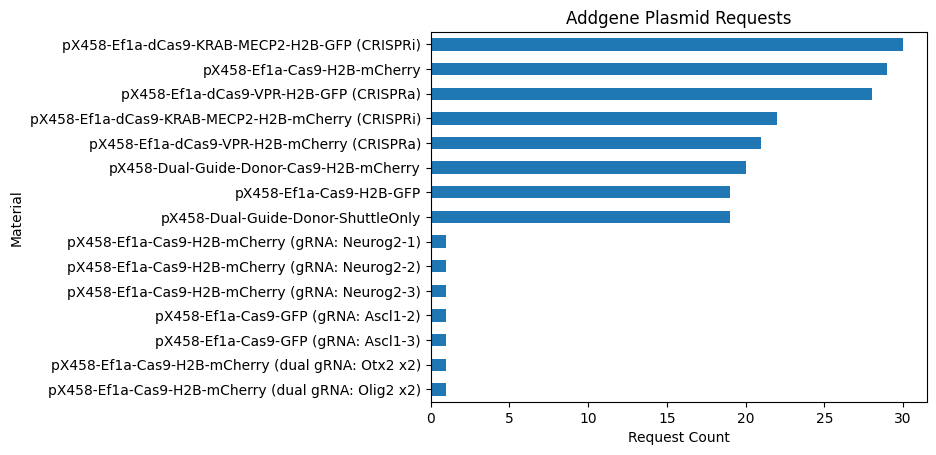 Addgene Plasmid Requests
Material
pX458-Ef1a-dCas9-KRAB-MECP2-H2B-GFP (CRISPRi)
pX458-Ef1a-Cas9-H2B-mCherry
pX458-Ef1a-dCas9-VPR-H2B-GFP (CRISPRa)
pX458-Ef1a-dCas9-KRAB-MECP2-H2B-mCherry (CRISPRi)
pX458-Ef1a-dCas9-VPR-H2B-mCherry (CRISPRa)
pX458-Dual-Guide-Donor-Cas9-H2B-mCherry
pX458-Ef1a-Cas9-H2B-GFP
pX458-Dual-Guide-Donor-ShuttleOnly
pX458-Ef1a-Cas9-H2B-mCherry (gRNA: Neurog2-1)
pX458-Ef1a-Cas9-H2B-mCherry (gRNA: Neurog2-2)
pX458-Ef1a-Cas9-H2B-mCherry (gRNA: Neurog2-3)
pX458-Ef1a-Cas9-GFP (gRNA: Ascl1-2)
pX458-Ef1a-Cas9-GFP (gRNA: Ascl1-3)
pX458-Ef1a-Cas9-H2B-mCherry (dual gRNA: Otx2 x2)
pX458-Ef1a-Cas9-H2B-mCherry (dual gRNA: Olig2 x2)
0 5 10 15 20 25 30
Request Count